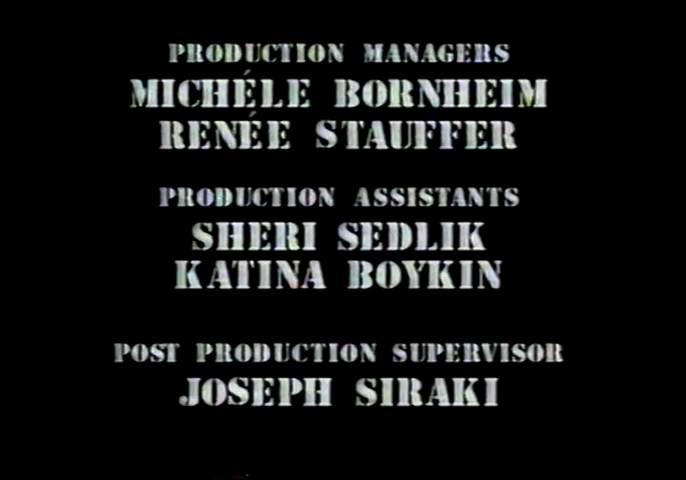 PRODUCTION MANAGERS
MICHÉLE BORNHEIM
RENÉE STAUFFER
PRODUCTION ASSISTANTS
SHERI SEDLIK
KATINA BOYKIN
POST PRODUCTION SUPERVISOR
JOSEPH SIRAKI